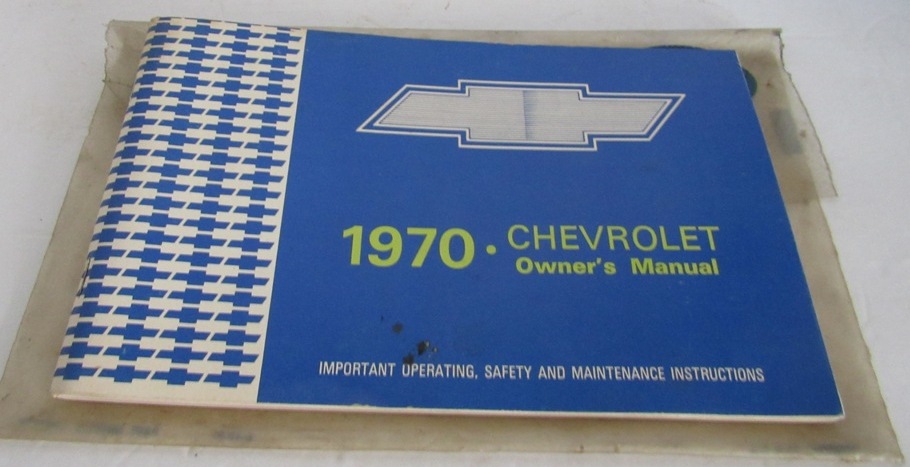 1970 • CHEVROLET
Owner's Manual
IMPORTANT OPERATING, SAFETY AND MAINTENANCE INSTRUCTIONS